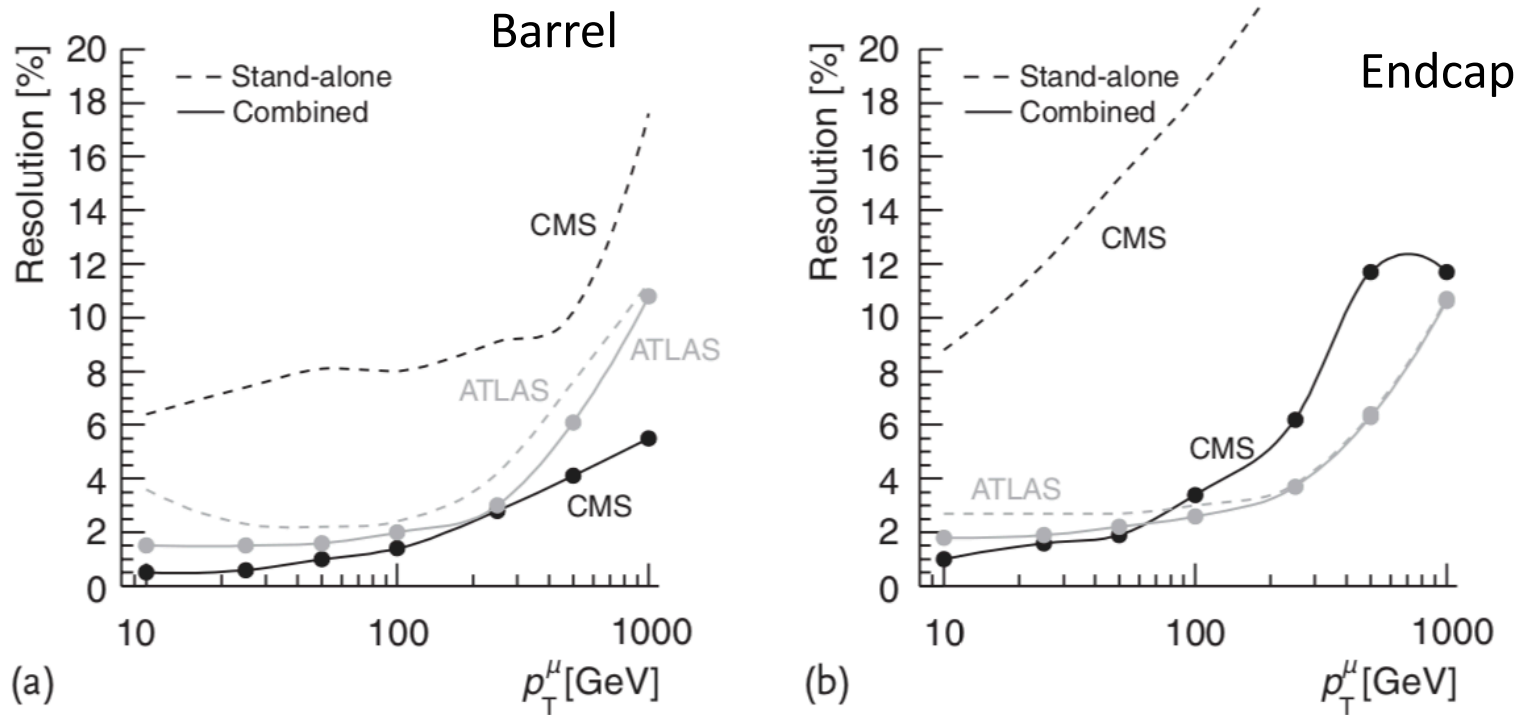 Barrel
Resolution [%]
20
18
16
14
12
10
8
6
4
2
0
Stand-alone
Combined
CMS
ATLAS
ATLAS
CMS
10
100
1000
(a)
p_T^μ [GeV]
Endcap
Resolution [%]
20
18
16
14
12
10
8
6
4
2
0
Stand-alone
Combined
CMS
CMS
ATLAS
10
100
1000
(b)
p_T^μ [GeV]